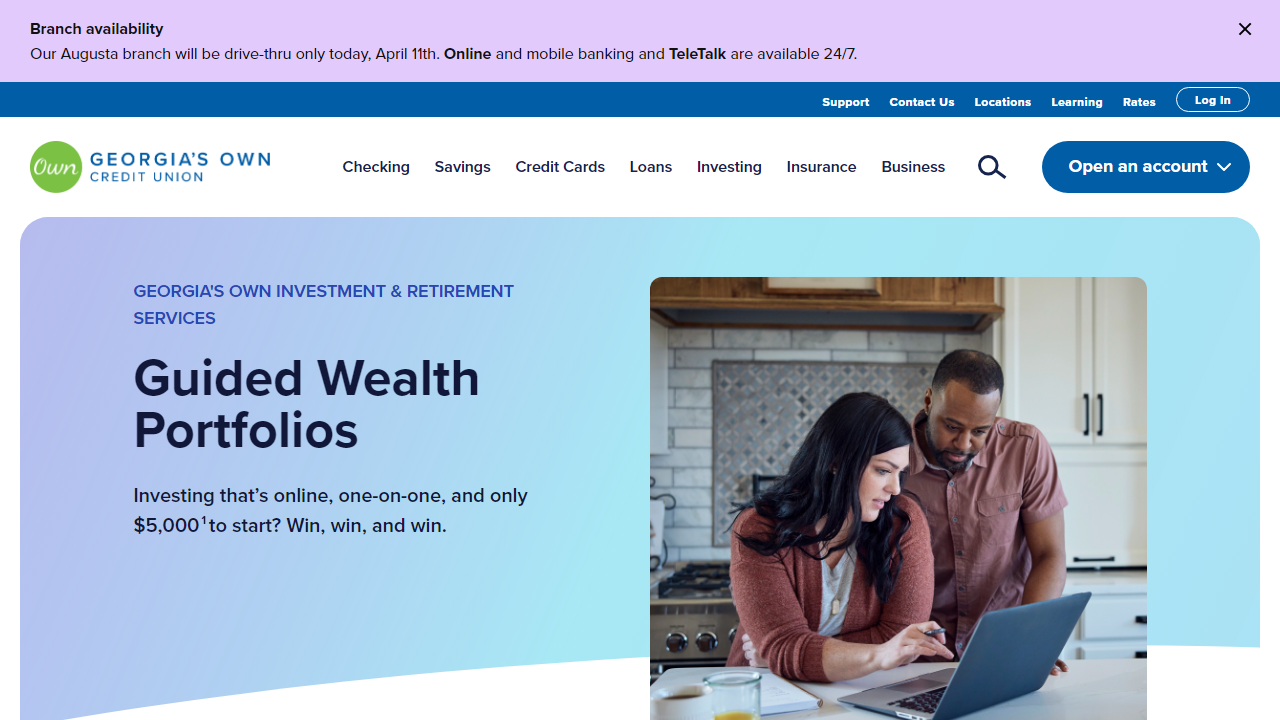 Branch availability
Our Augusta branch will be drive-thru only today, April 11th. Online and mobile banking and TeleTalk are available 24/7.
Support Contact Us Locations Learning Rates Log In
Own GEORGIA'S OWN
CREDIT UNION
Checking Savings Credit Cards Loans Investing Insurance Business Open an account
GEORGIA'S OWN INVESTMENT & RETIREMENT
SERVICES
Guided Wealth
Portfolios
Investing that's online, one-on-one, and only
$5,000¹ to start? Win, win, and win.